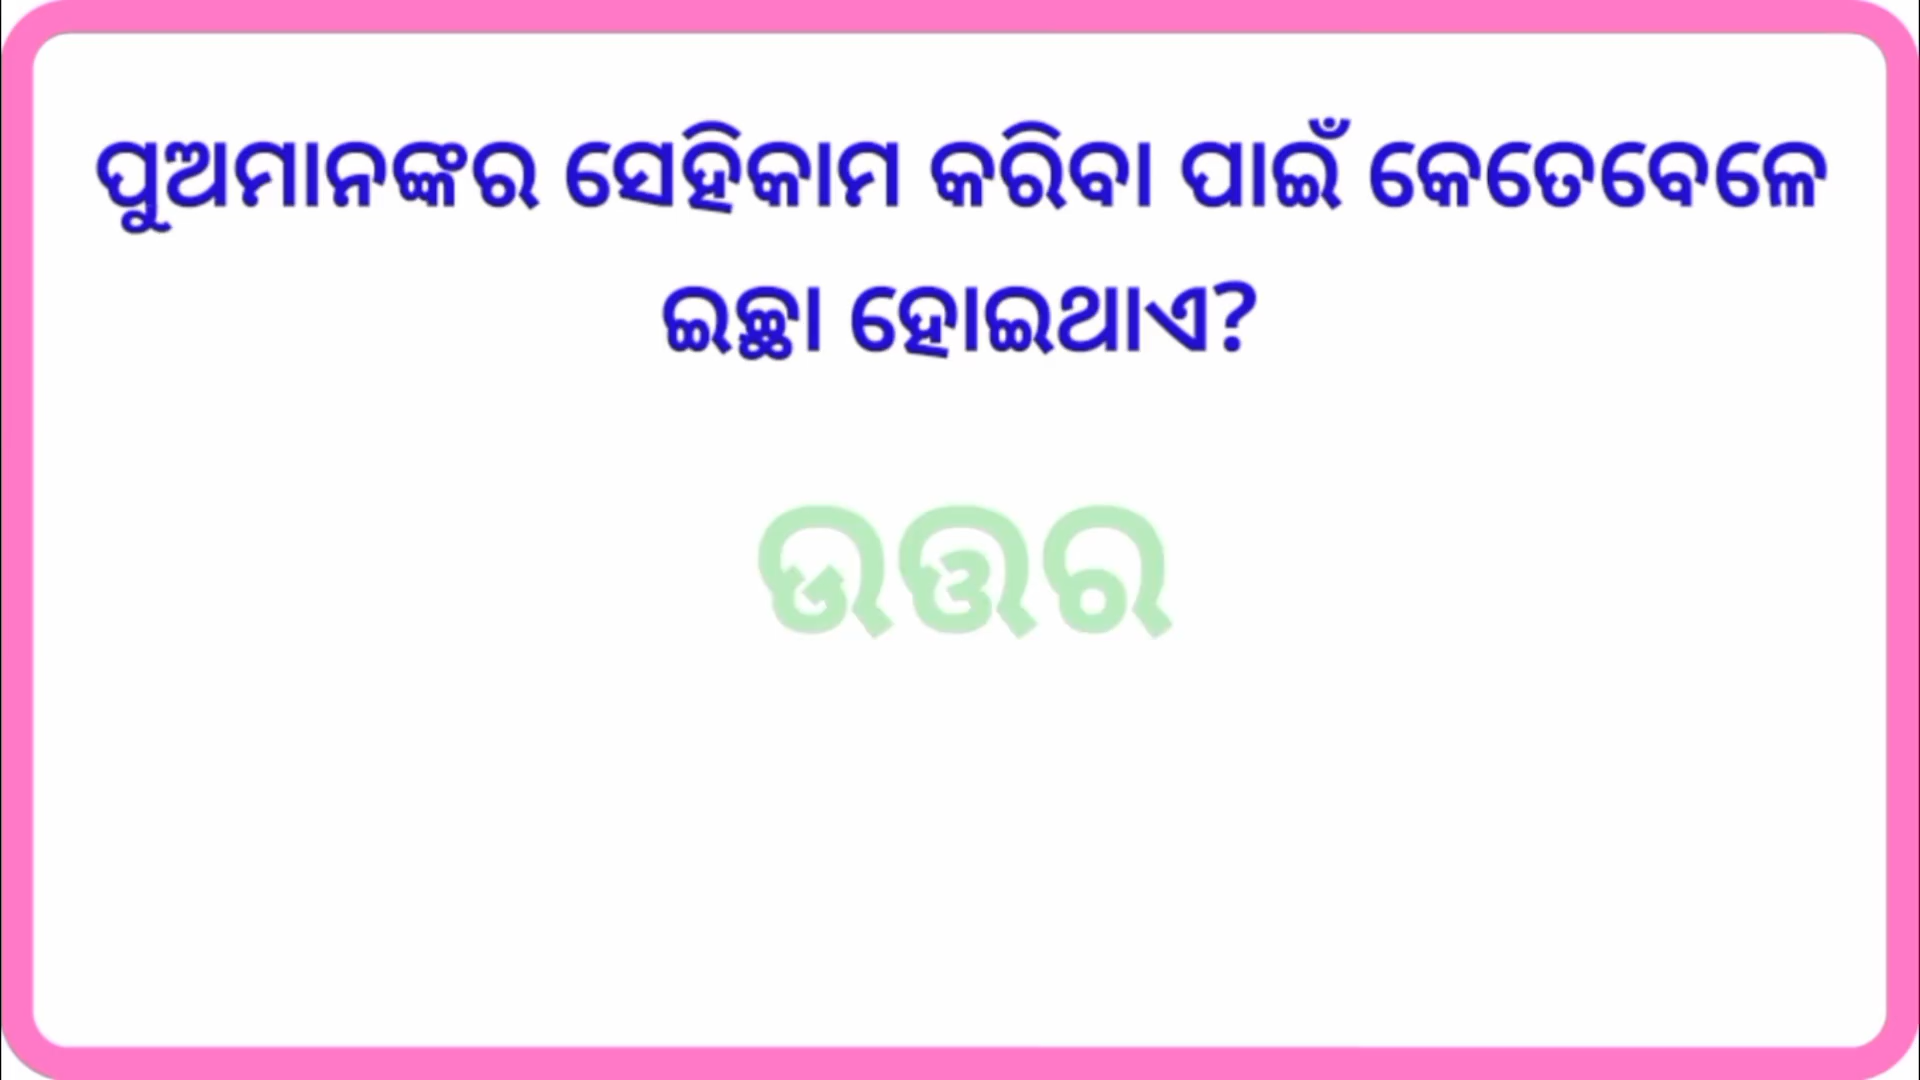 ପୁଅମାନଙ୍କର ସେହିକାମ କରିବା ପାଇଁ କେତେବେଳେ
ଇଚ୍ଛା ହୋଇଥାଏ?
ଉତ୍ତର